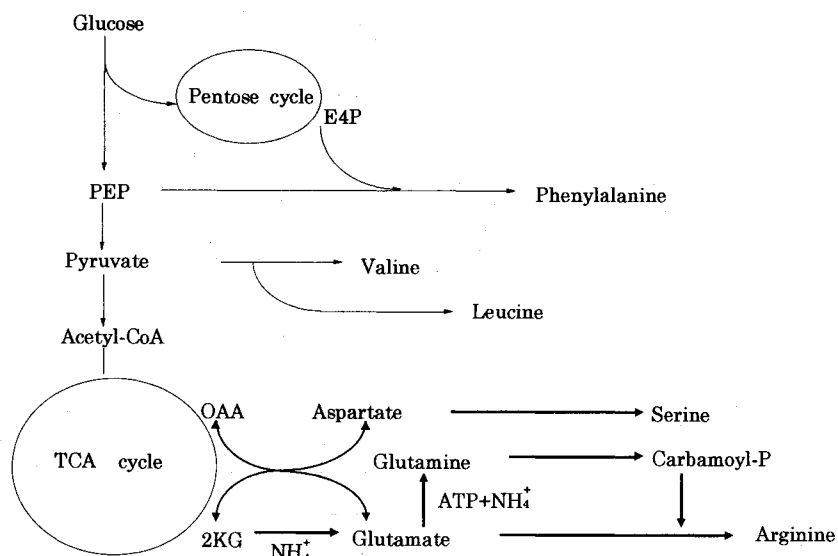 Glucose
Pentose cycle
E4P
PEP
Phenylalanine
Pyruvate
Valine
Leucine
Acetyl-CoA
OAA
Aspartate
Serine
TCA cycle
Glutamine
Carbamoyl-P
ATP+NH₄⁺
2KG
Glutamate
Arginine